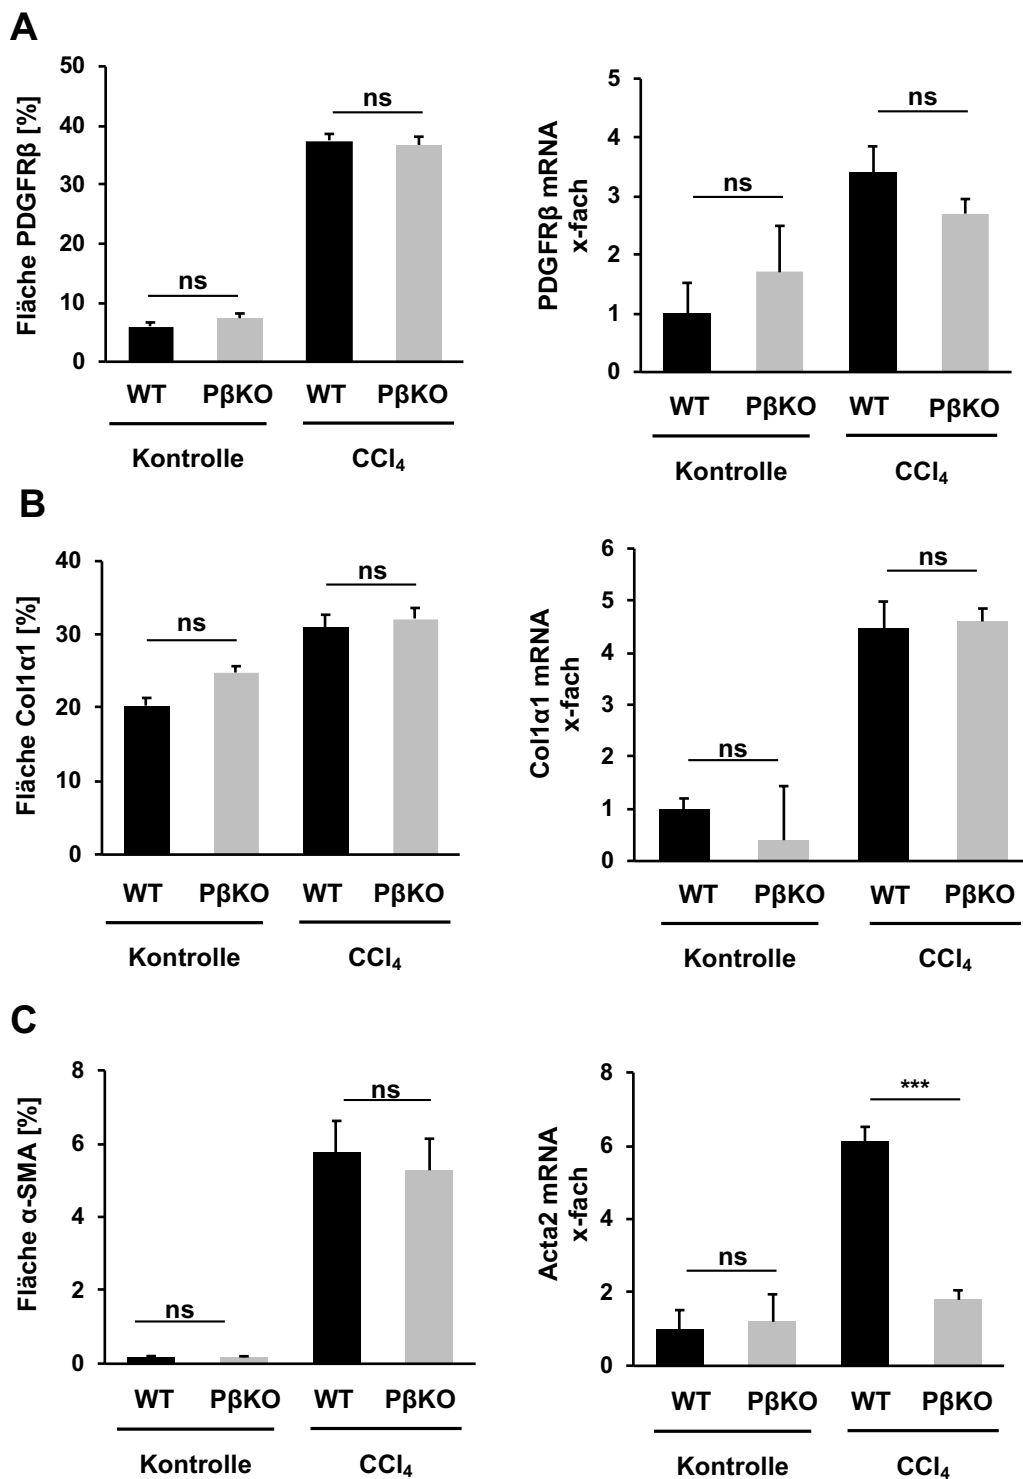 A
Fläche PDGFRβ [%]
50
40
30
20
10
0
ns
ns
WT PβKO WT PβKO
Kontrolle CCl₄
PDGFRβ mRNA
x-fach
5
4
3
2
1
0
ns
ns
WT PβKO WT PβKO
Kontrolle CCl₄
B
Fläche Col1α1 [%]
40
30
20
10
0
ns
ns
WT PβKO WT PβKO
Kontrolle CCl₄
Col1α1 mRNA
x-fach
6
5
4
3
2
1
0
ns
ns
WT PβKO WT PβKO
Kontrolle CCl₄
C
Fläche α-SMA [%]
8
6
4
2
0
ns
ns
WT PβKO WT PβKO
Kontrolle CCl₄
Acta2 mRNA
x-fach
8
6
4
2
0
ns
***
WT PβKO WT PβKO
Kontrolle CCl₄